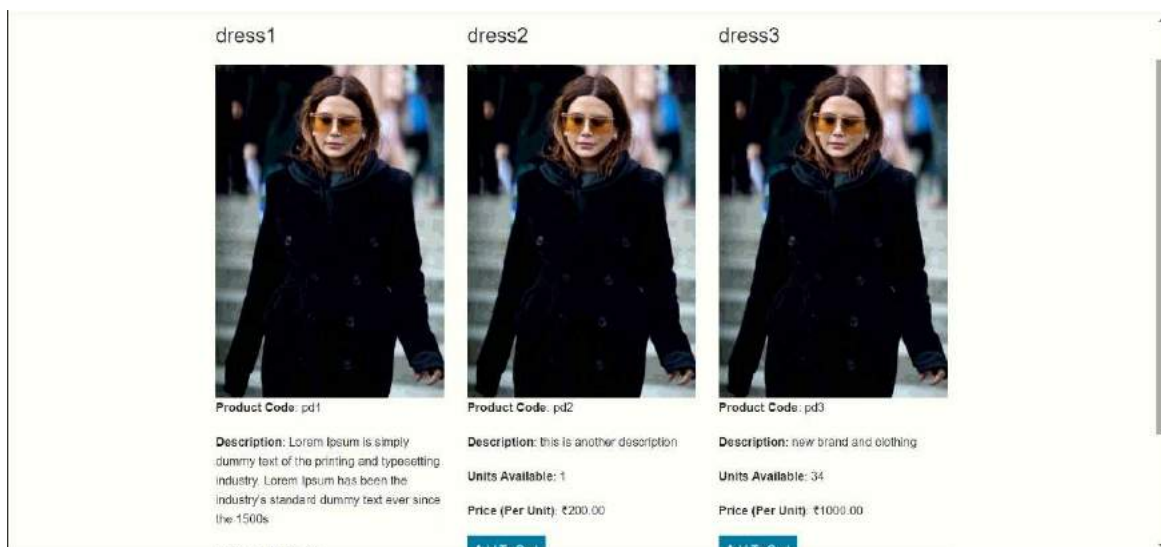 dress1
dress2
dress3
Product Code: pd1
Description: Lorem Ipsum is simply
dummy text of the printing and typesetting
industry. Lorem Ipsum has been the
industry's standard dummy text ever since
the 1500s
Product Code: pd2
Description: this is another description
Units Available: 1
Price (Per Unit): ₹200.00
Product Code: pd3
Description: new brand and clothing
Units Available: 34
Price (Per Unit): ₹1000.00